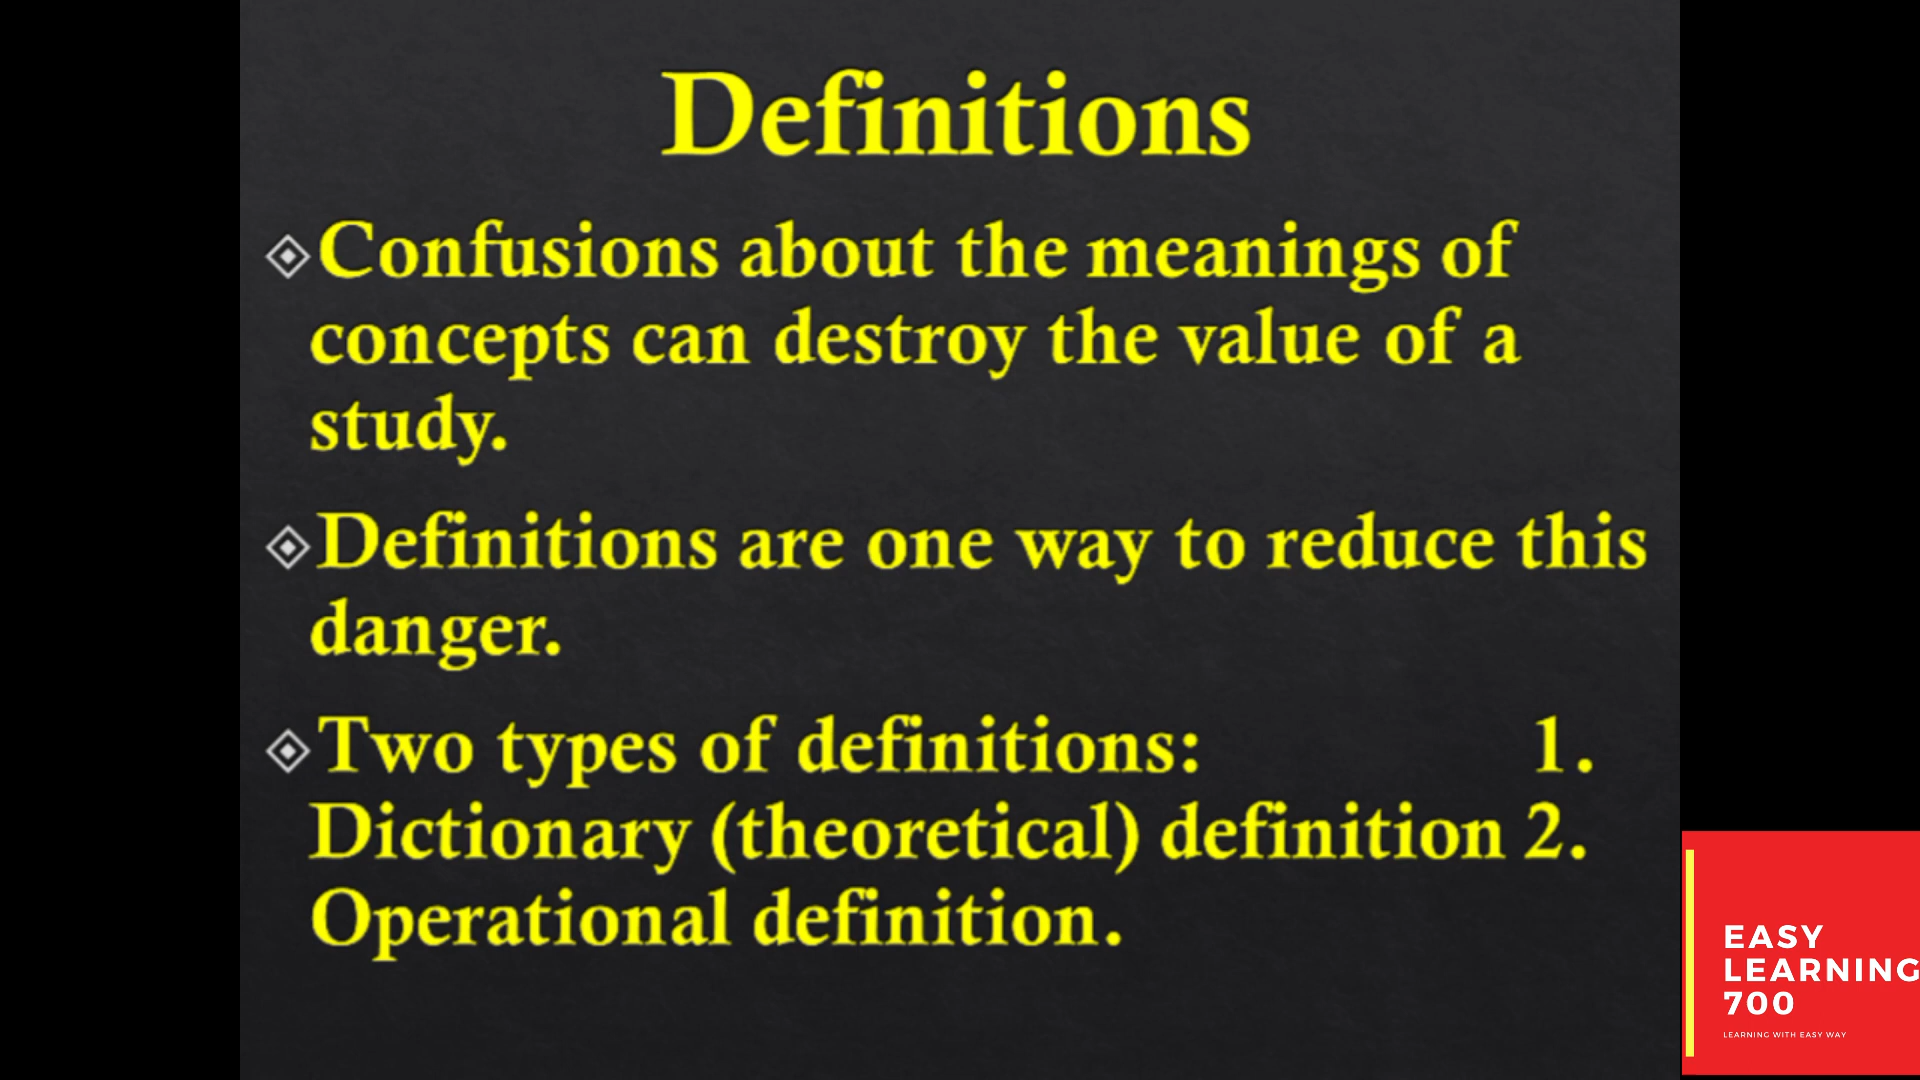 Definitions
Confusions about the meanings of
concepts can destroy the value of a
study.
Definitions are one way to reduce this
danger.
Two types of definitions: 1.
Dictionary (theoretical) definition 2.
Operational definition.
EASY
LEARNING
700
LEARNING WITH EASY WAY